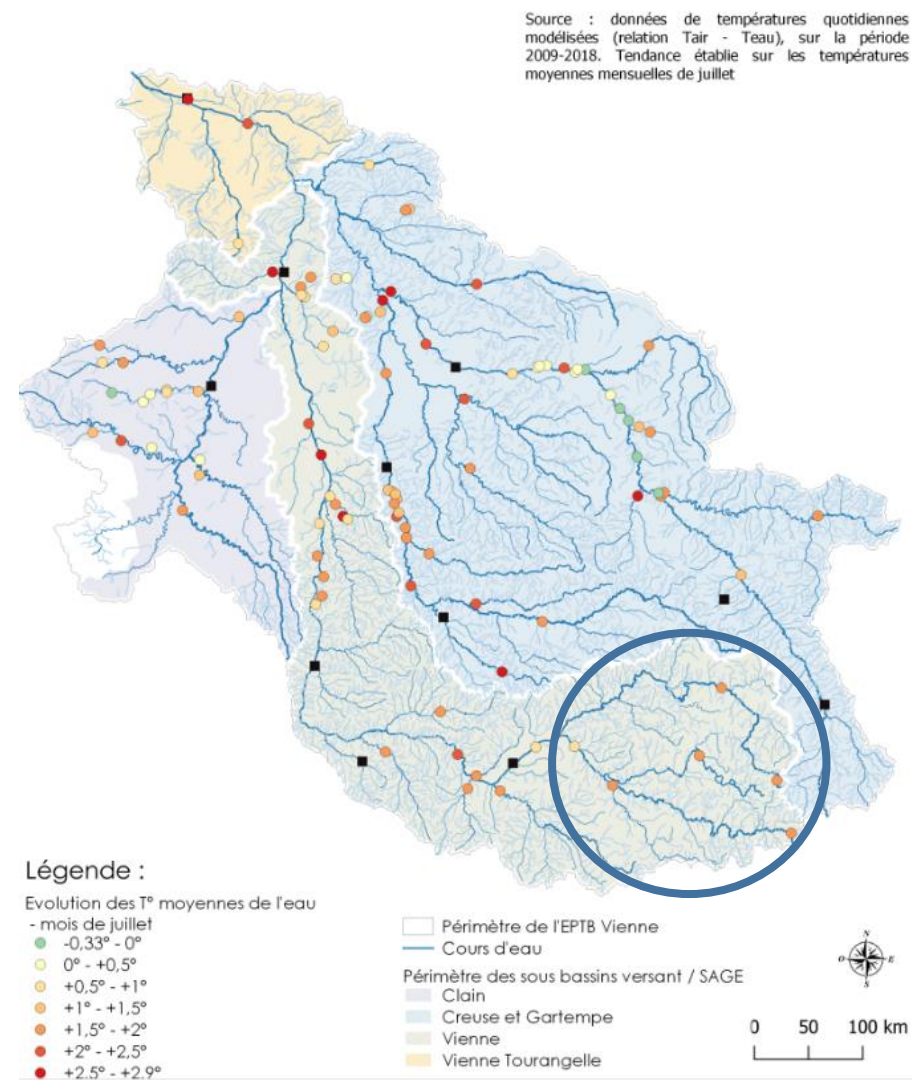 Source : données de températures quotidiennes
modélisées (relation Tair - Teau), sur la période
2009-2018. Tendance établie sur les températures
moyennes mensuelles de juillet
Légende :
Evolution des T° moyennes de l'eau
- mois de juillet
-0,33° - 0°
0° - +0,5°
+0,5° - +1°
+1° - +1,5°
+1,5° - +2°
+2° - +2,5°
+2,5° - +2,9°
Périmètre de l'EPTB Vienne
Cours d'eau
Périmètre des sous bassins versant / SAGE
Clain
Creuse et Gartempe
Vienne
Vienne Tourangelle
N
O
E
S
0 50 100 km